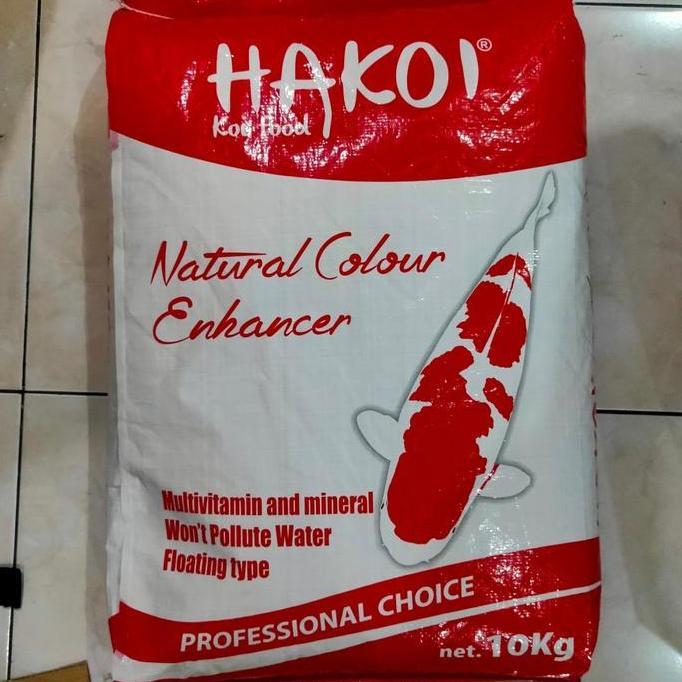 HAKOI®
Koi Food
Natural Colour
Enhancer
Multivitamin and mineral
Won't Pollute Water
Floating type
PROFESSIONAL CHOICE
net. 10Kg